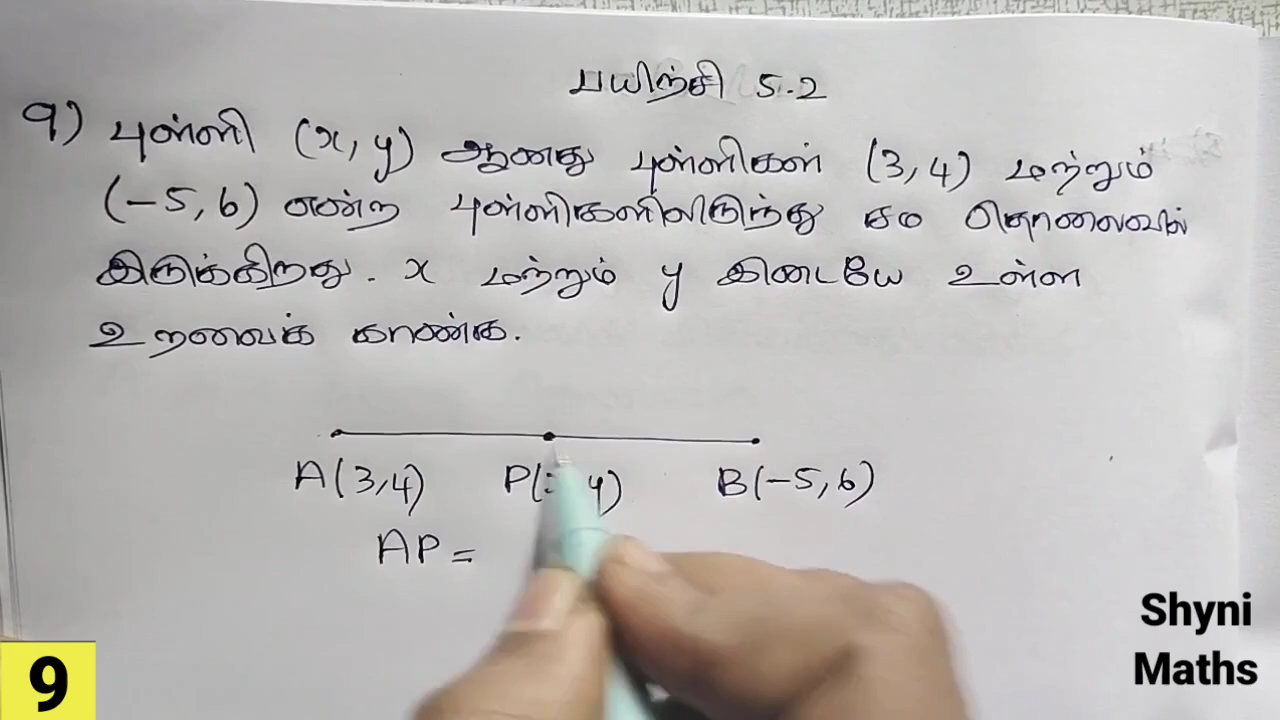 பயிற்சி 5.2
9) புள்ளி (x, y) ஆனது புள்ளிகள் (3, 4) மற்றும்
(-5, 6) என்ற புள்ளிகளிலிருந்து சம தொலைவில்
இருக்கிறது. x மற்றும் y இடையே உள்ள
உறவைக் காண்க.
A(3,4) P( y) B(-5,6)
AP =
Shyni
Maths
9